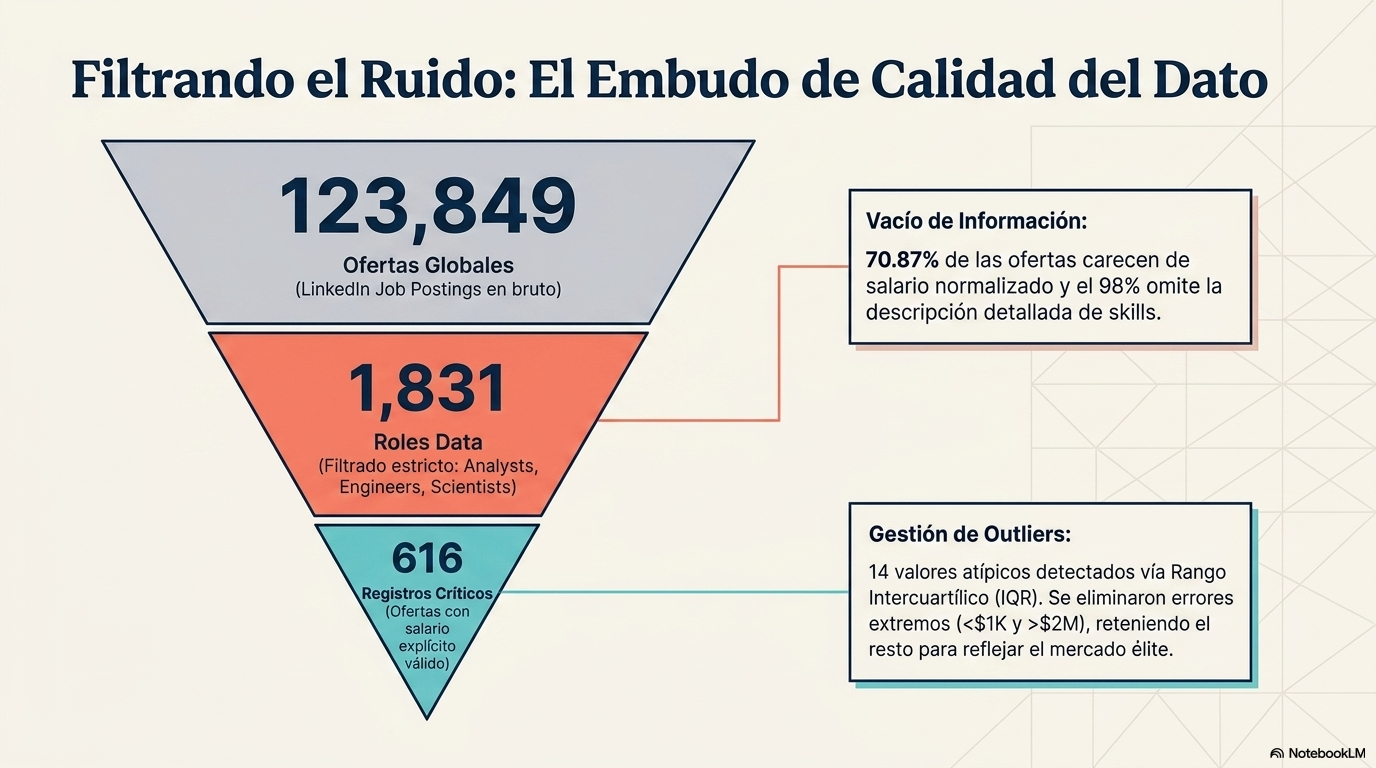 Filtrando el Ruido: El Embudo de Calidad del Dato
123,849
Ofertas Globales
(LinkedIn Job Postings en bruto)
1,831
Roles Data
(Filtrado estricto: Analysts,
Engineers, Scientists)
616
Registros Críticos
(Ofertas con
salario
explícito
válido)
Vacío de Información:
70.87% de las ofertas carecen de
salario normalizado y el 98% omite la
descripción detallada de skills.
Gestión de Outliers:
14 valores atípicos detectados vía Rango
Intercuartílico (IQR). Se eliminaron errores
extremos (<$1K y >$2M), reteniendo el
resto para reflejar el mercado élite.
NotebookLM